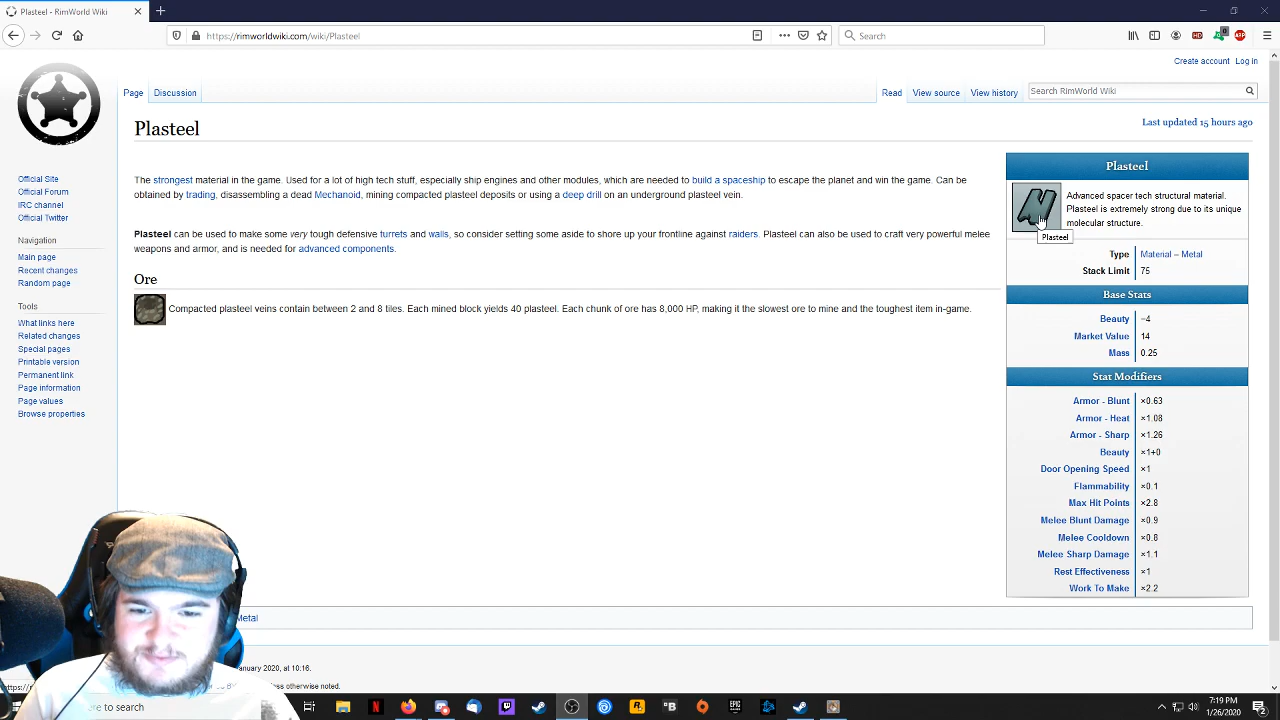 Plasteel - RimWorld Wiki
https://rimworldwiki.com/wiki/Plasteel
Search
Create account Log in
Page Discussion Read View source View history Search RimWorld Wiki
Plasteel
Last updated 15 hours ago
The strongest material in the game. Used for a lot of high tech stuff, especially ship engines and other modules, which are needed to build a spaceship to escape the planet and win the game. Can be
obtained by trading, disassembling a dead Mechanoid, mining compacted plasteel deposits or using a deep drill on an underground plasteel vein.
Plasteel can be used to make some very tough defensive turrets and walls, so consider setting some aside to shore up your frontline against raiders. Plasteel can also be used to craft very powerful melee
weapons and armor, and is needed for advanced components.
Ore
Compacted plasteel veins contain between 2 and 8 tiles. Each mined block yields 40 plasteel. Each chunk of ore has 8,000 HP, making it the slowest ore to mine and the toughest item in-game.
Plasteel
Advanced spacer tech structural material.
Plasteel is extremely strong due to its unique
molecular structure.
Plasteel
Type Material – Metal
Stack Limit 75
Base Stats
Beauty −4
Market Value 14
Mass 0.25
Stat Modifiers
Armor - Blunt ×0.63
Armor - Heat ×1.08
Armor - Sharp ×1.26
Beauty ×1+0
Door Opening Speed ×1
Flammability ×0.1
Max Hit Points ×2.8
Melee Blunt Damage ×0.9
Melee Cooldown ×0.8
Melee Sharp Damage ×1.1
Rest Effectiveness ×1
Work To Make ×2.2
Official Site
Official Forum
IRC channel
Official Twitter
Navigation
Main page
Recent changes
Random page
Tools
What links here
Related changes
Special pages
Printable version
Permanent link
Page information
Page values
Browse properties
Metal
anuary 2020, at 10:16.
less otherwise noted.
https://r
ere to search
EPIC
7:19 PM
1/26/2020
2